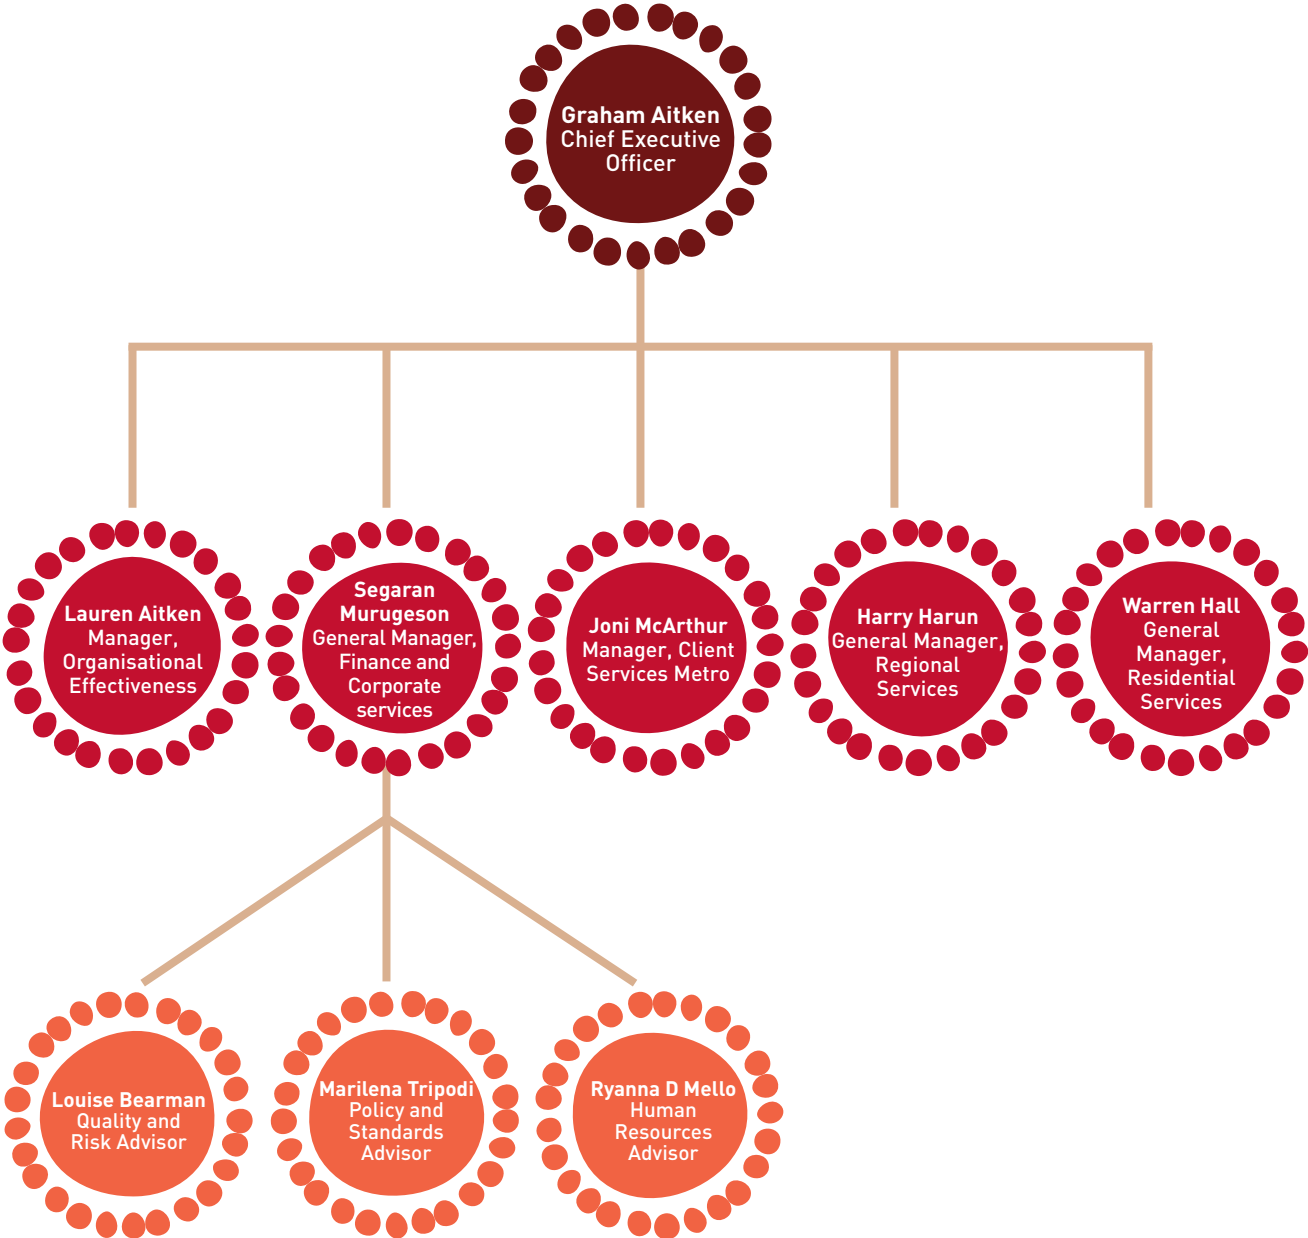 Graham Aitken
Chief Executive
Officer
Lauren Aitken
Manager,
Organisational
Effectiveness
Segaran
Murugeson
General Manager,
Finance and
Corporate
services
Joni McArthur
Manager, Client
Services Metro
Harry Harun
General Manager,
Regional
Services
Warren Hall
General
Manager,
Residential
Services
Louise Bearman
Quality and
Risk Advisor
Marilena Tripodi
Policy and
Standards
Advisor
Ryanna D Mello
Human
Resources
Advisor